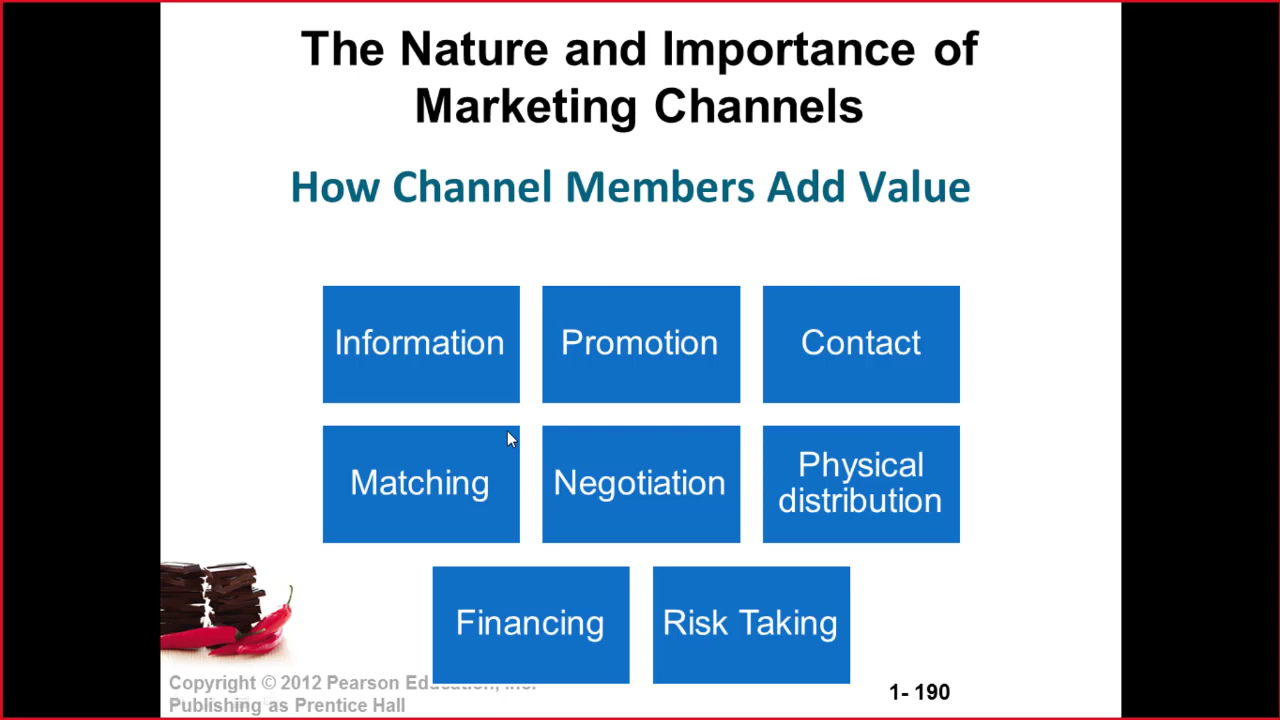 The Nature and Importance of
Marketing Channels
How Channel Members Add Value
Information
Promotion
Contact
Matching
Negotiation
Physical
distribution
Financing
Risk Taking
Copyright © 2012 Pearson Education, Inc.
Publishing as Prentice Hall
1- 190